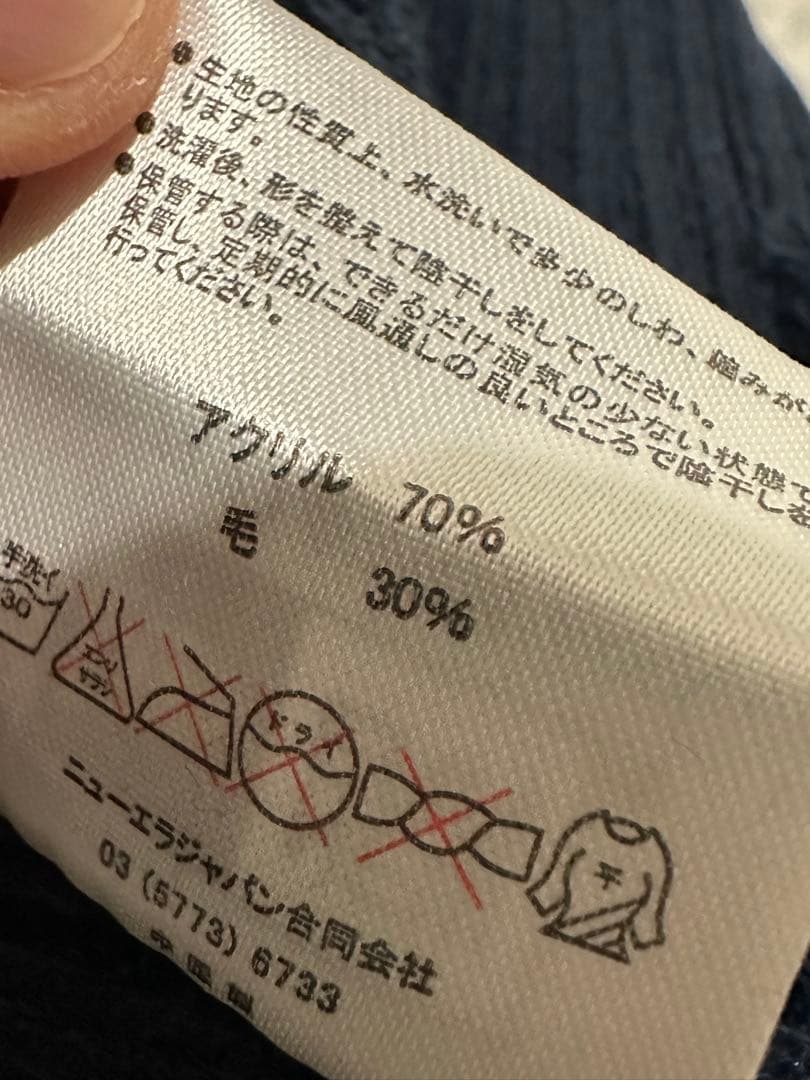 ●生地の性質上、水洗いで多少のしわ、縮みが
ります。
●洗濯後、形を整えて陰干しをしてください。
●保管する際は、できるだけ湿気の少ない状態で
保管し、定期的に風通しの良いところで陰干しを
行ってください。
アクリル 70%
毛 30%
手洗イ
30
エンソ
サラシ
ドライ
平
ニューエラジャパン合同会社
03 (5773) 6733
中国製